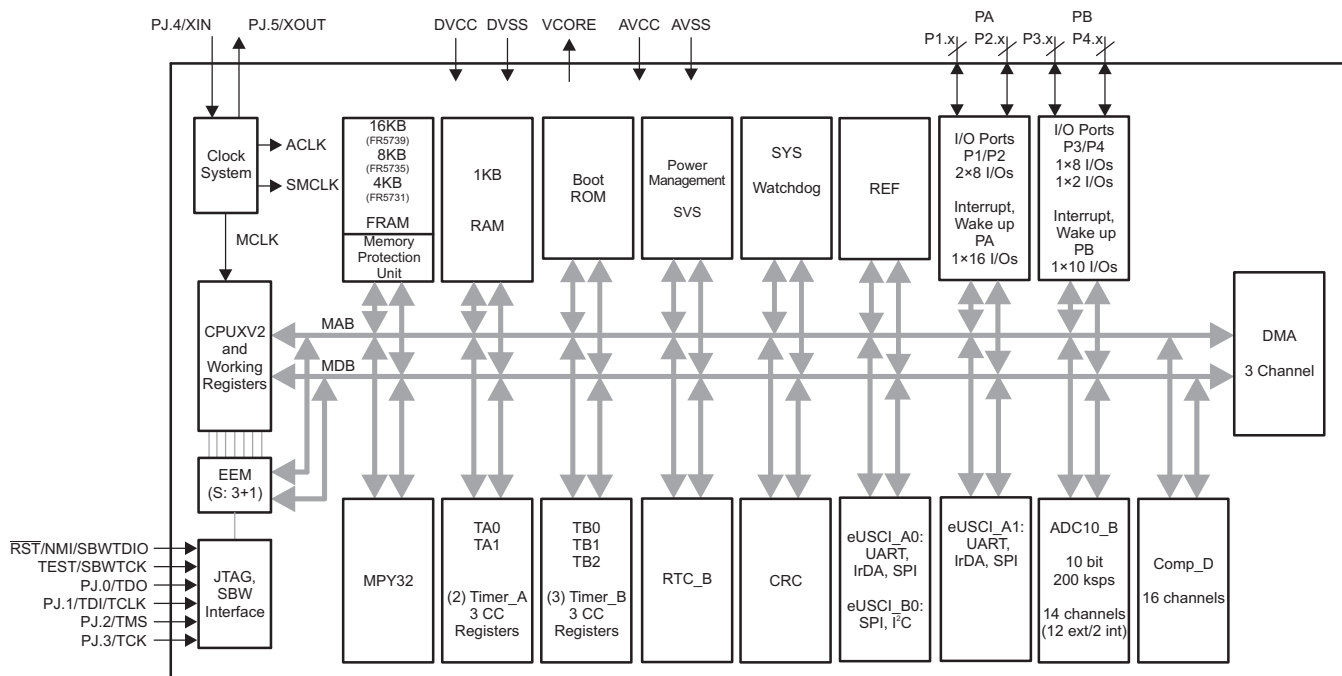 PJ.4/XIN
PJ.5/XOUT
DVCC
DVSS
VCORE
AVCC
AVSS
PA
P1.x
P2.x
PB
P3.x
P4.x
Clock
System
ACLK
SMCLK
MCLK
16KB
(FR5739)
8KB
(FR5735)
4KB
(FR5731)
FRAM
Memory
Protection
Unit
1KB
RAM
Boot
ROM
Power
Management
SVS
SYS
Watchdog
REF
I/O Ports
P1/P2
2×8 I/Os
Interrupt,
Wake up
PA
1×16 I/Os
I/O Ports
P3/P4
1×8 I/Os
1×2 I/Os
Interrupt,
Wake up
PB
1×10 I/Os
CPUXV2
and
Working
Registers
MAB
MDB
DMA
3 Channel
EEM
(S: 3+1)
RST/NMI/SBWTDIO
TEST/SBWTCK
PJ.0/TDO
PJ.1/TDI/TCLK
PJ.2/TMS
PJ.3/TCK
JTAG,
SBW
Interface
MPY32
TA0
TA1
(2) Timer_A
3 CC
Registers
TB0
TB1
TB2
(3) Timer_B
3 CC
Registers
RTC_B
CRC
eUSCI_A0:
UART,
IrDA, SPI
eUSCI_B0:
SPI, I²C
eUSCI_A1:
UART,
IrDA, SPI
ADC10_B
10 bit
200 ksps
14 channels
(12 ext/2 int)
Comp_D
16 channels